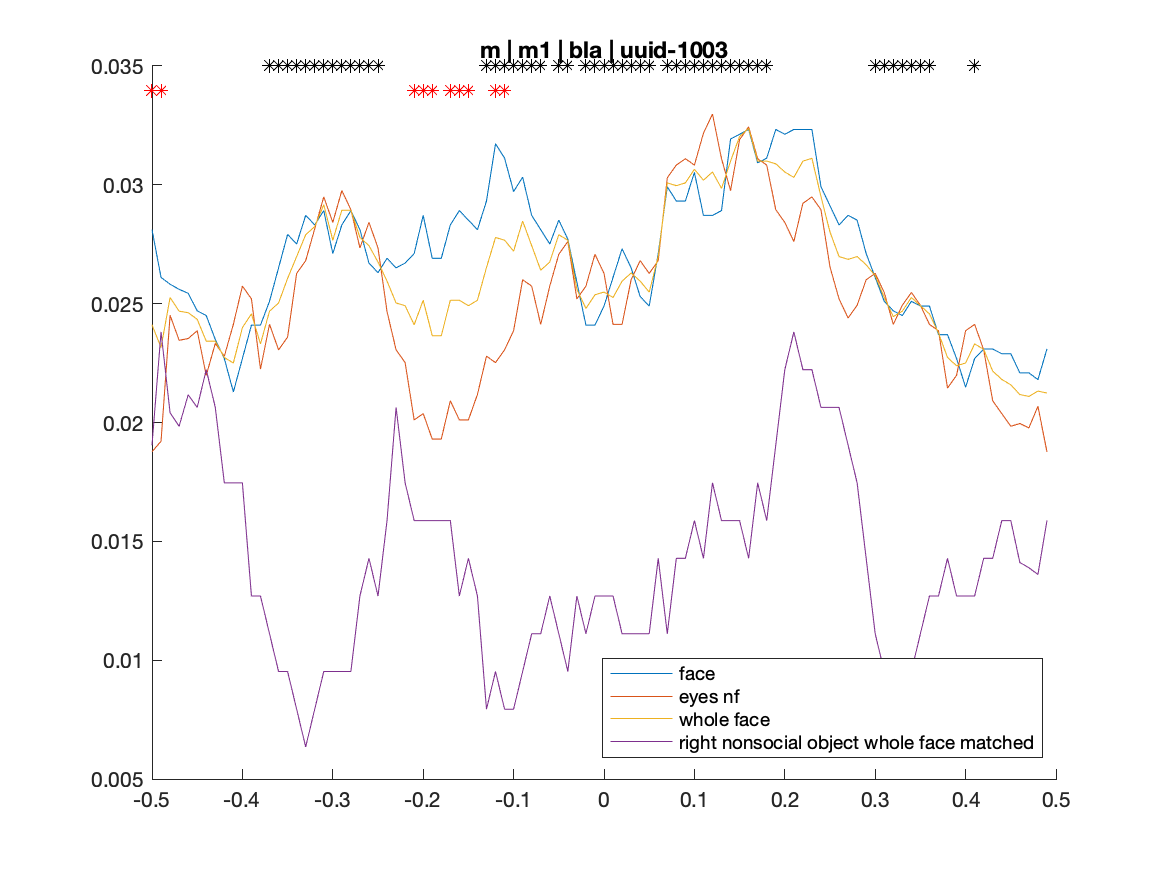 m | m1 | bla | uuid-1003
0.035
0.03
0.025
0.02
0.015
0.01
0.005
-0.5 -0.4 -0.3 -0.2 -0.1 0 0.1 0.2 0.3 0.4 0.5
face
eyes nf
whole face
right nonsocial object whole face matched